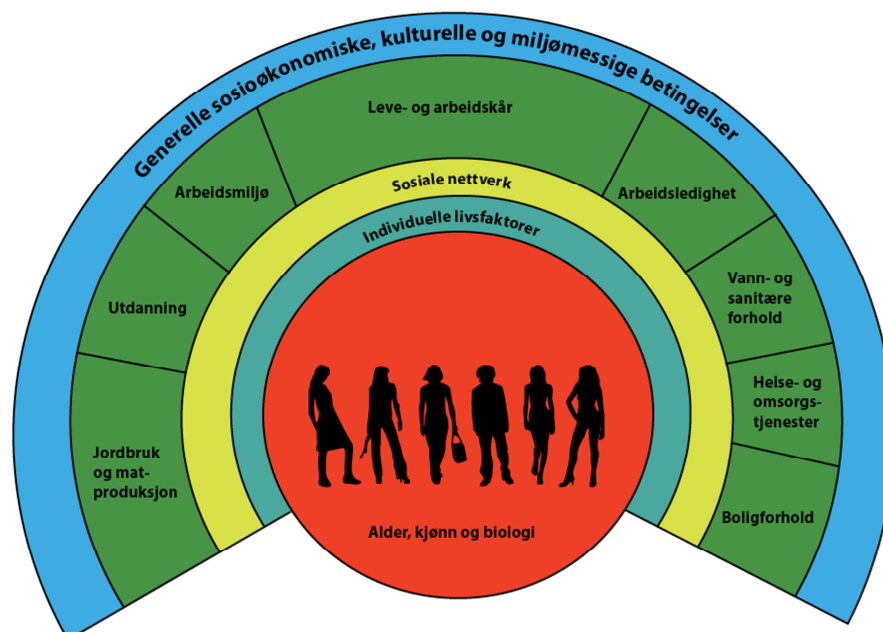 Generelle sosioøkonomiske, kulturelle og miljømessige betingelser
Leve- og arbeidskår
Arbeidsmiljø
Sosiale nettverk
Arbeidsledighet
Individuelle livsfaktorer
Utdanning
Vann- og
sanitære
forhold
Helse- og
omsorgs-
tjenester
Jordbruk
og mat-
produksjon
Boligforhold
Alder, kjønn og biologi